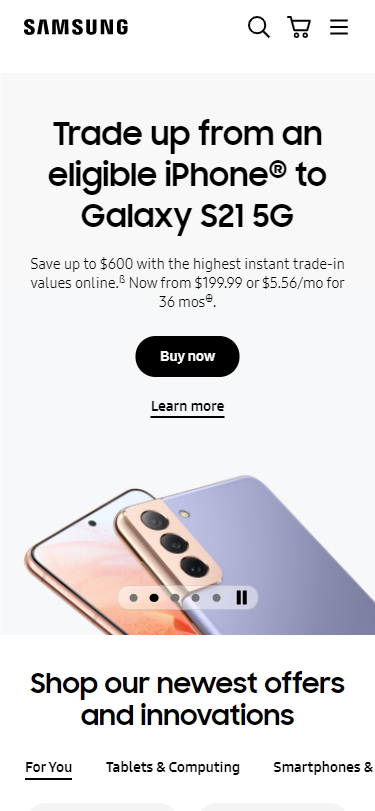 SAMSUNG
Trade up from an
eligible iPhone® to
Galaxy S21 5G
Save up to $600 with the highest instant trade-in
values online.ᵝ Now from $199.99 or $5.56/mo for
36 mos⊕.
Buy now
Learn more
Shop our newest offers
and innovations
For You Tablets & Computing Smartphones &